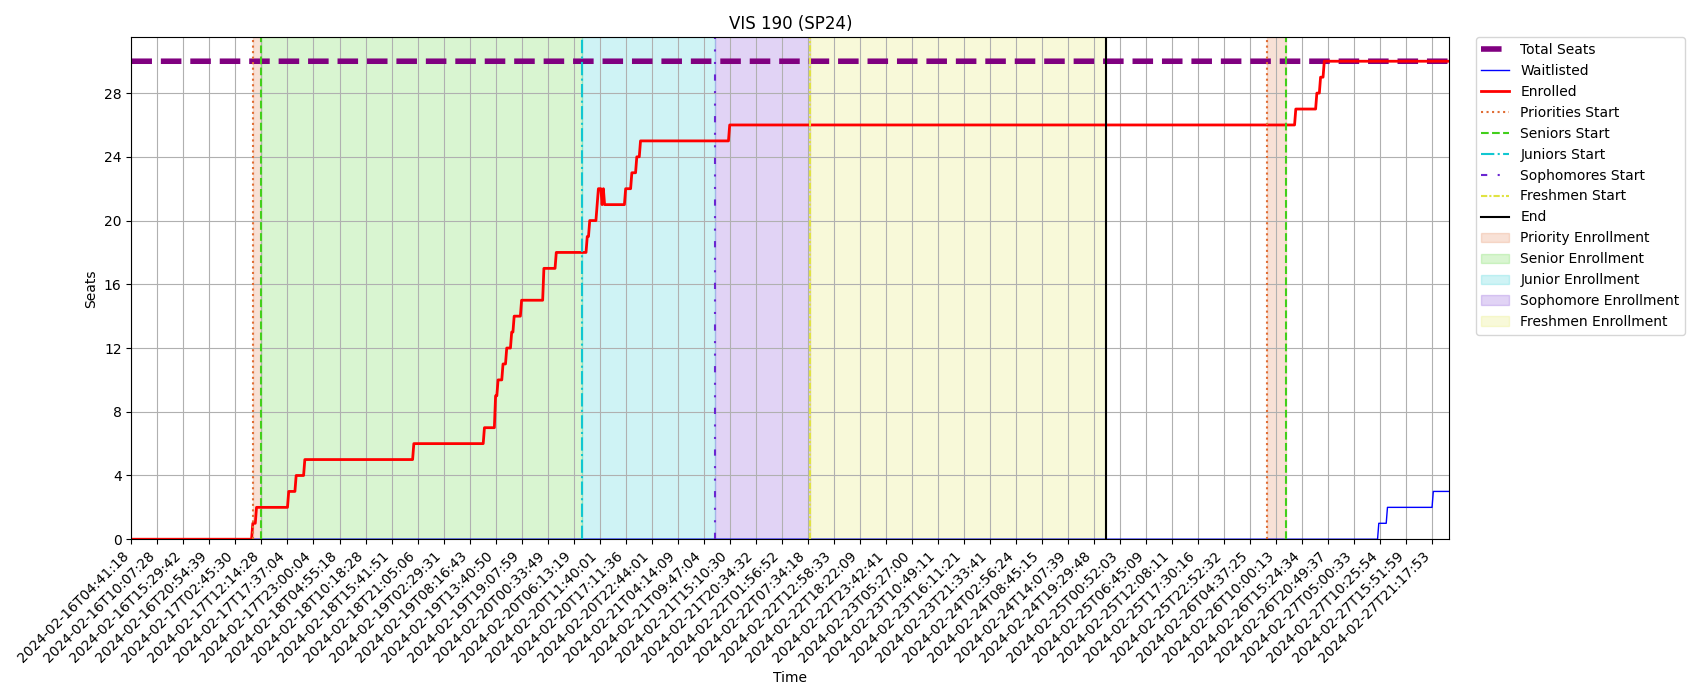 VIS 190 (SP24)
Seats
28
24
20
16
12
8
4
0
2024-02-16T04:41:18
2024-02-16T10:07:28
2024-02-16T15:29:42
2024-02-16T20:54:39
2024-02-17T02:45:30
2024-02-17T12:14:28
2024-02-17T17:37:04
2024-02-17T23:00:04
2024-02-18T04:55:18
2024-02-18T10:18:28
2024-02-18T15:41:51
2024-02-18T21:05:06
2024-02-19T02:29:31
2024-02-19T08:16:43
2024-02-19T13:40:50
2024-02-19T19:07:59
2024-02-20T00:33:49
2024-02-20T06:13:19
2024-02-20T11:40:01
2024-02-20T17:11:36
2024-02-20T22:44:01
2024-02-21T04:14:09
2024-02-21T09:47:04
2024-02-21T15:10:30
2024-02-21T20:34:32
2024-02-22T01:56:52
2024-02-22T07:34:18
2024-02-22T12:58:33
2024-02-22T18:22:09
2024-02-22T23:42:41
2024-02-23T05:27:00
2024-02-23T10:49:11
2024-02-23T16:11:21
2024-02-23T21:33:41
2024-02-24T02:56:24
2024-02-24T08:45:15
2024-02-24T14:07:39
2024-02-24T19:29:48
2024-02-25T00:52:03
2024-02-25T06:45:09
2024-02-25T12:08:11
2024-02-25T17:30:16
2024-02-25T22:52:32
2024-02-26T04:37:25
2024-02-26T10:00:13
2024-02-26T15:24:34
2024-02-26T20:49:37
2024-02-27T05:00:33
2024-02-27T10:25:54
2024-02-27T15:51:59
2024-02-27T21:17:53
Time
Total Seats
Waitlisted
Enrolled
Priorities Start
Seniors Start
Juniors Start
Sophomores Start
Freshmen Start
End
Priority Enrollment
Senior Enrollment
Junior Enrollment
Sophomore Enrollment
Freshmen Enrollment